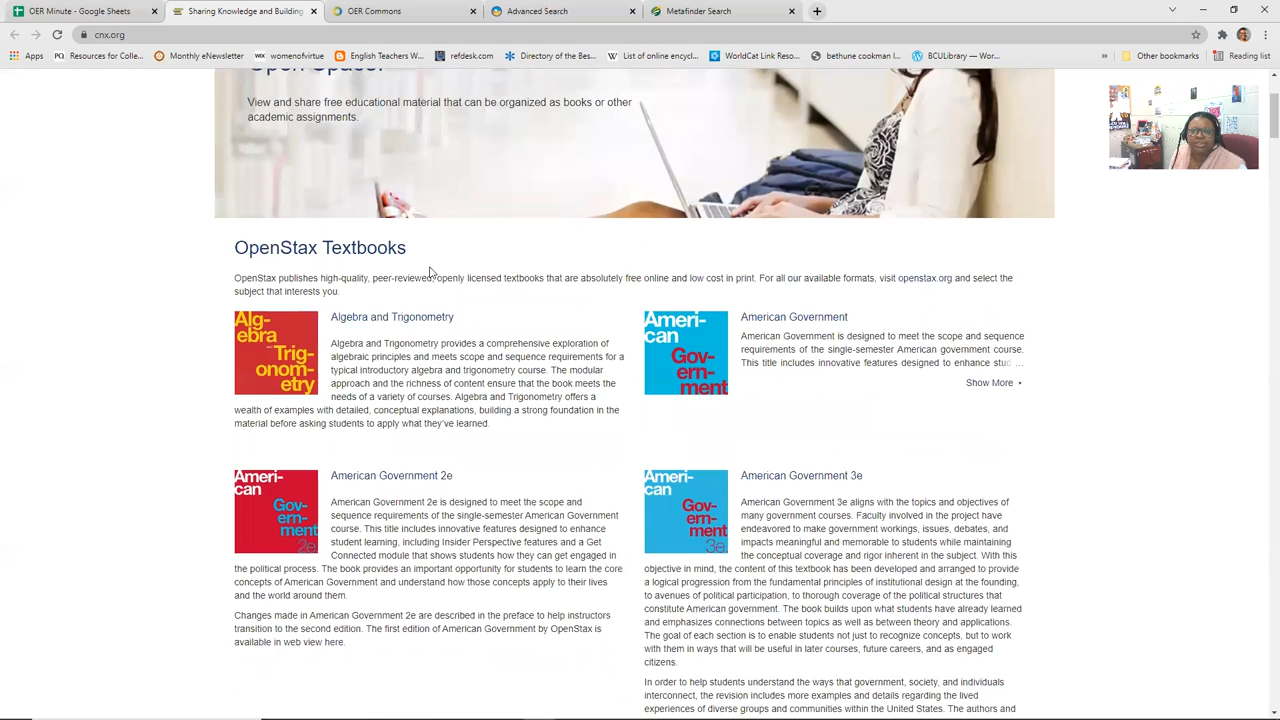 OER Minute - Google Sheets
Sharing Knowledge and Building
OER Commons
Advanced Search
Metafinder Search
cnx.org
Apps
Resources for Colle...
Monthly eNewsletter
womenofvirtue
English Teachers W...
refdesk.com
Directory of the Bes...
List of online encycl...
WorldCat Link Reso...
bethune cookman l...
BCULibrary — Wor...
»
Other bookmarks
Reading list
Open Space!
View and share free educational material that can be organized as books or other
academic assignments.
OpenStax Textbooks
OpenStax publishes high-quality, peer-reviewed, openly licensed textbooks that are absolutely free online and low cost in print. For all our available formats, visit openstax.org and select the
subject that interests you.
Alg-
ebra
Trig-
onom-
etry
Algebra and Trigonometry
Algebra and Trigonometry provides a comprehensive exploration of
algebraic principles and meets scope and sequence requirements for a
typical introductory algebra and trigonometry course. The modular
approach and the richness of content ensure that the book meets the
needs of a variety of courses. Algebra and Trigonometry offers a
wealth of examples with detailed, conceptual explanations, building a strong foundation in the
material before asking students to apply what they've learned.
Ameri-
can
Gov-
ern-
ment
American Government
American Government is designed to meet the scope and sequence
requirements of the single-semester American government course.
This title includes innovative features designed to enhance stud ...
Show More
Ameri-
can
Gov-
ern-
ment
2e
American Government 2e
American Government 2e is designed to meet the scope and
sequence requirements of the single-semester American Government
course. This title includes innovative features designed to enhance
student learning, including Insider Perspective features and a Get
Connected module that shows students how they can get engaged in
the political process. The book provides an important opportunity for students to learn the core
concepts of American Government and understand how those concepts apply to their lives
and the world around them.
Changes made in American Government 2e are described in the preface to help instructors
transition to the second edition. The first edition of American Government by OpenStax is
available in web view here.
Ameri-
can
Gov-
ern-
ment
3e
American Government 3e
American Government 3e aligns with the topics and objectives of
many government courses. Faculty involved in the project have
endeavored to make government workings, issues, debates, and
impacts meaningful and memorable to students while maintaining
the conceptual coverage and rigor inherent in the subject. With this
objective in mind, the content of this textbook has been developed and arranged to provide
a logical progression from the fundamental principles of institutional design at the founding,
to avenues of political participation, to thorough coverage of the political structures that
constitute American government. The book builds upon what students have already learned
and emphasizes connections between topics as well as between theory and applications.
The goal of each section is to enable students not just to recognize concepts, but to work
with them in ways that will be useful in later courses, future careers, and as engaged
citizens.
In order to help students understand the ways that government, society, and individuals
interconnect, the revision includes more examples and details regarding the lived
experiences of diverse groups and communities within the United States. The authors and